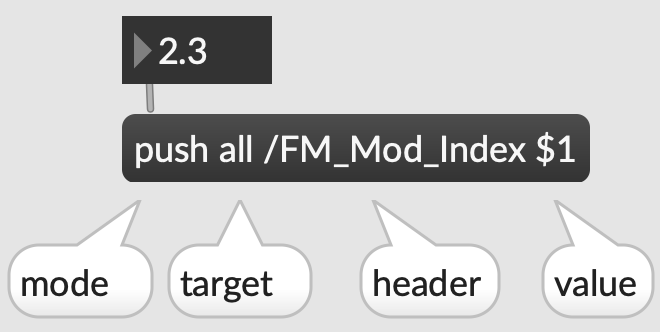 2.3
push all /FM_Mod_Index $1
mode target header value